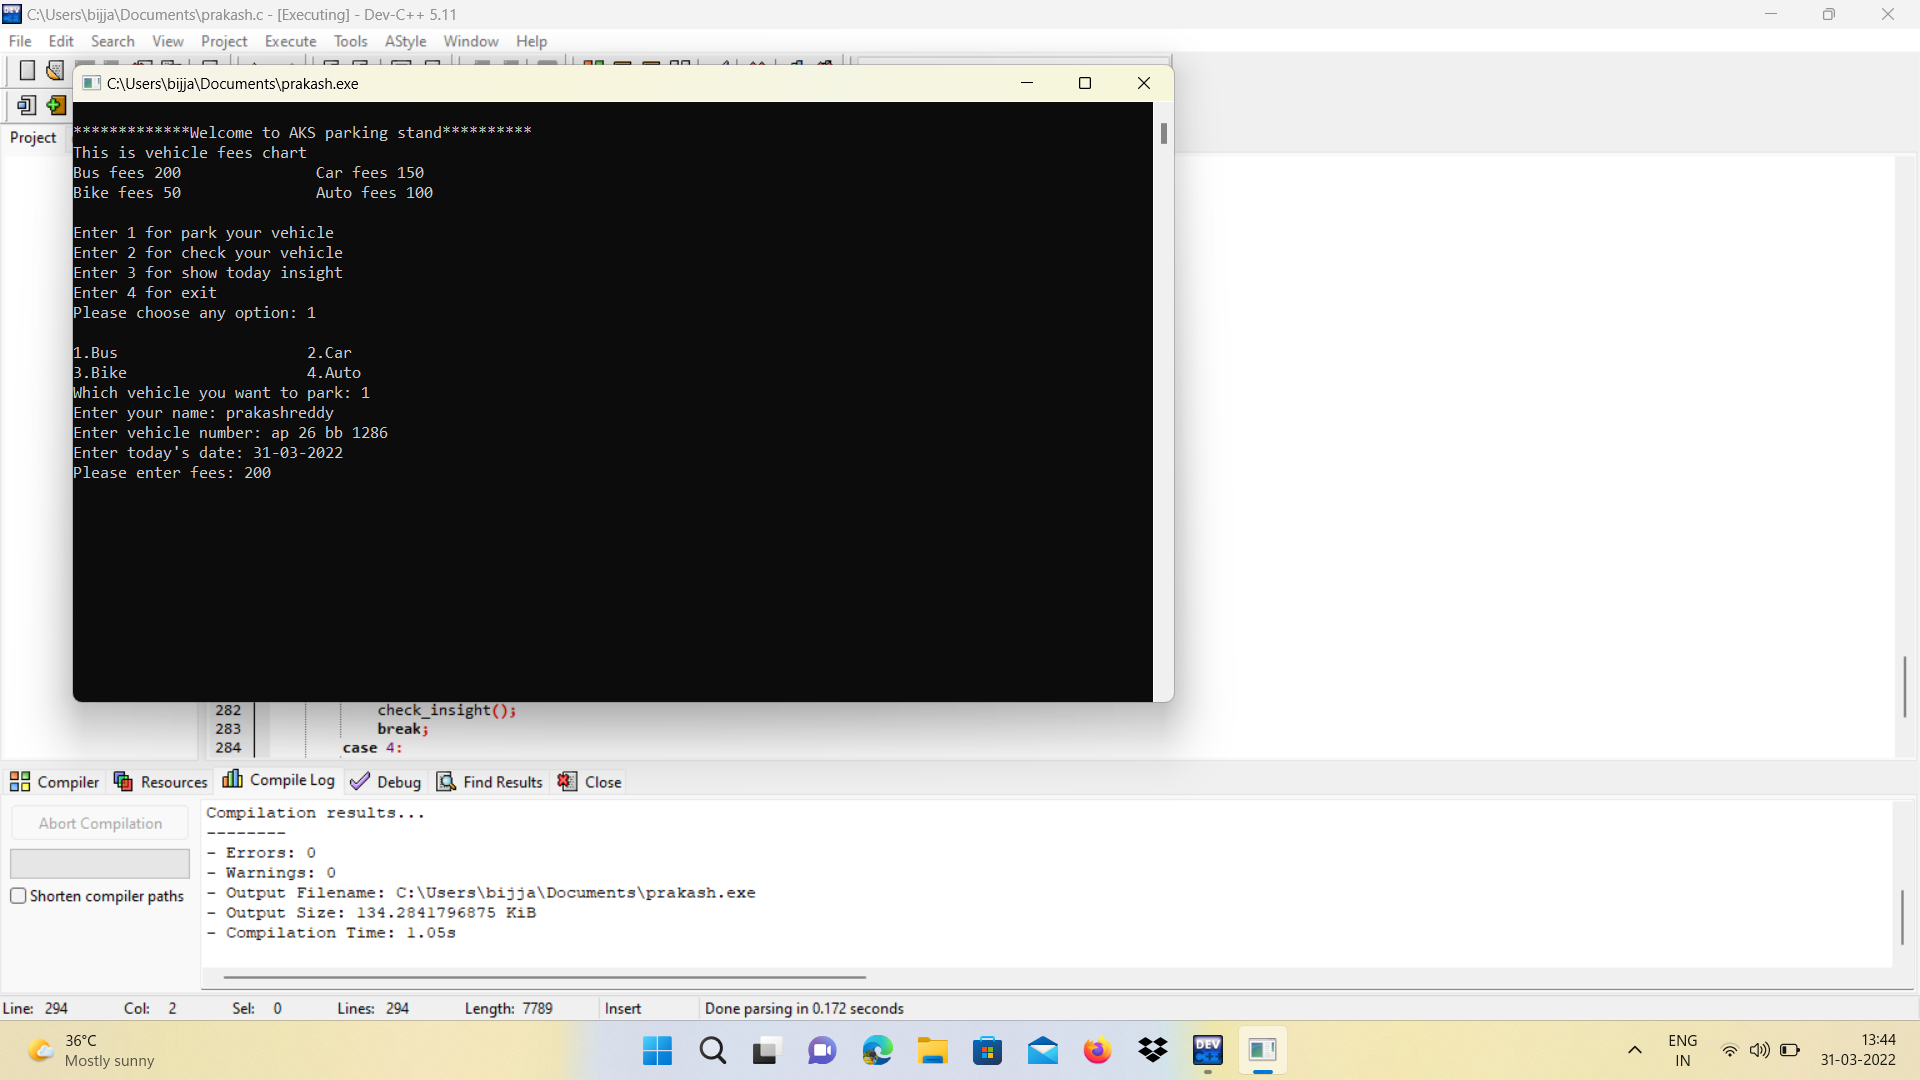 C:\Users\bijja\Documents\prakash.c - [Executing] - Dev-C++ 5.11
File Edit Search View Project Execute Tools AStyle Window Help
C:\Users\bijja\Documents\prakash.exe
Project
*************Welcome to AKS parking stand**********
This is vehicle fees chart
Bus fees 200 Car fees 150
Bike fees 50 Auto fees 100
Enter 1 for park your vehicle
Enter 2 for check your vehicle
Enter 3 for show today insight
Enter 4 for exit
Please choose any option: 1
1.Bus 2.Car
3.Bike 4.Auto
Which vehicle you want to park: 1
Enter your name: prakashreddy
Enter vehicle number: ap 26 bb 1286
Enter today's date: 31-03-2022
Please enter fees: 200
282 check_insight();
283 break;
284 case 4:
Compiler Resources Compile Log Debug Find Results Close
Abort Compilation
Shorten compiler paths
Compilation results...
--------
- Errors: 0
- Warnings: 0
- Output Filename: C:\Users\bijja\Documents\prakash.exe
- Output Size: 134.2841796875 KiB
- Compilation Time: 1.05s
Line: 294 Col: 2 Sel: 0 Lines: 294 Length: 7789 Insert Done parsing in 0.172 seconds
36°C
Mostly sunny
DEV
C++
ENG
IN
13:44
31-03-2022